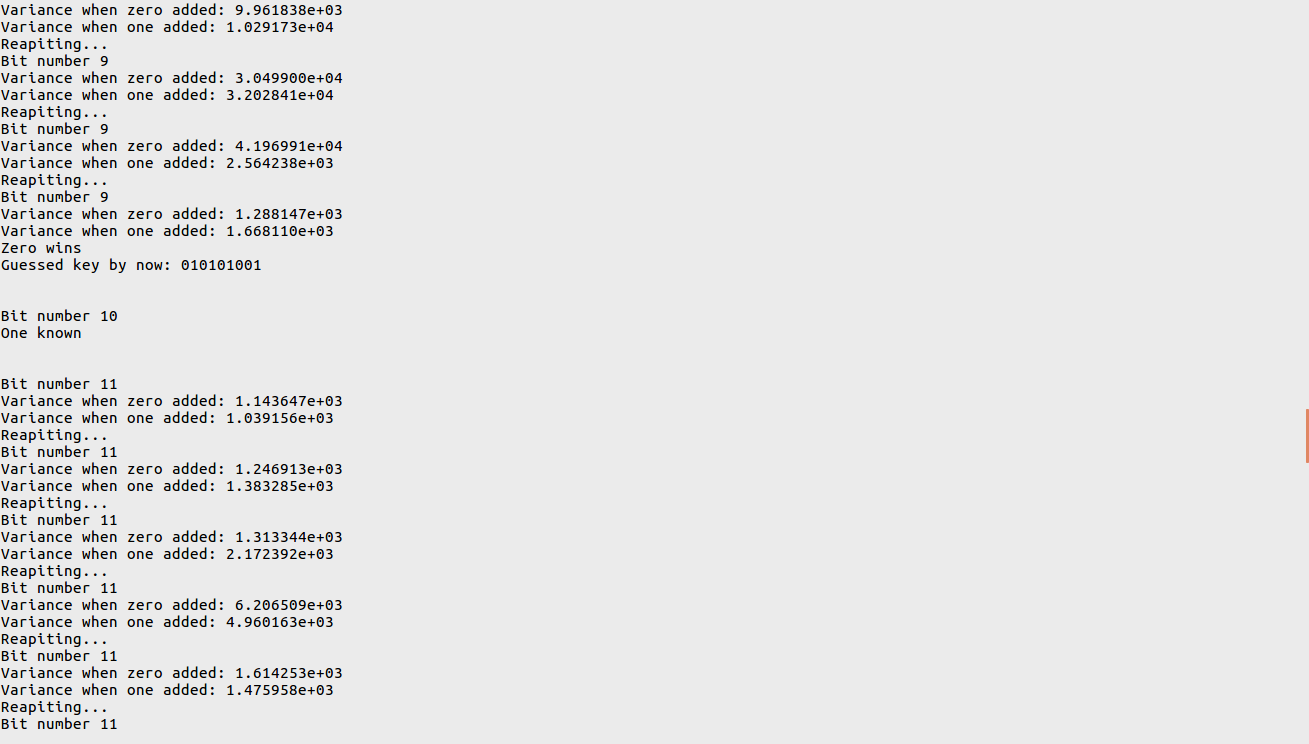 Variance when zero added: 9.961838e+03
Variance when one added: 1.029173e+04
Reapiting...
Bit number 9
Variance when zero added: 3.049900e+04
Variance when one added: 3.202841e+04
Reapiting...
Bit number 9
Variance when zero added: 4.196991e+04
Variance when one added: 2.564238e+03
Reapiting...
Bit number 9
Variance when zero added: 1.288147e+03
Variance when one added: 1.668110e+03
Zero wins
Guessed key by now: 010101001
Bit number 10
One known
Bit number 11
Variance when zero added: 1.143647e+03
Variance when one added: 1.039156e+03
Reapiting...
Bit number 11
Variance when zero added: 1.246913e+03
Variance when one added: 1.383285e+03
Reapiting...
Bit number 11
Variance when zero added: 1.313344e+03
Variance when one added: 2.172392e+03
Reapiting...
Bit number 11
Variance when zero added: 6.206509e+03
Variance when one added: 4.960163e+03
Reapiting...
Bit number 11
Variance when zero added: 1.614253e+03
Variance when one added: 1.475958e+03
Reapiting...
Bit number 11